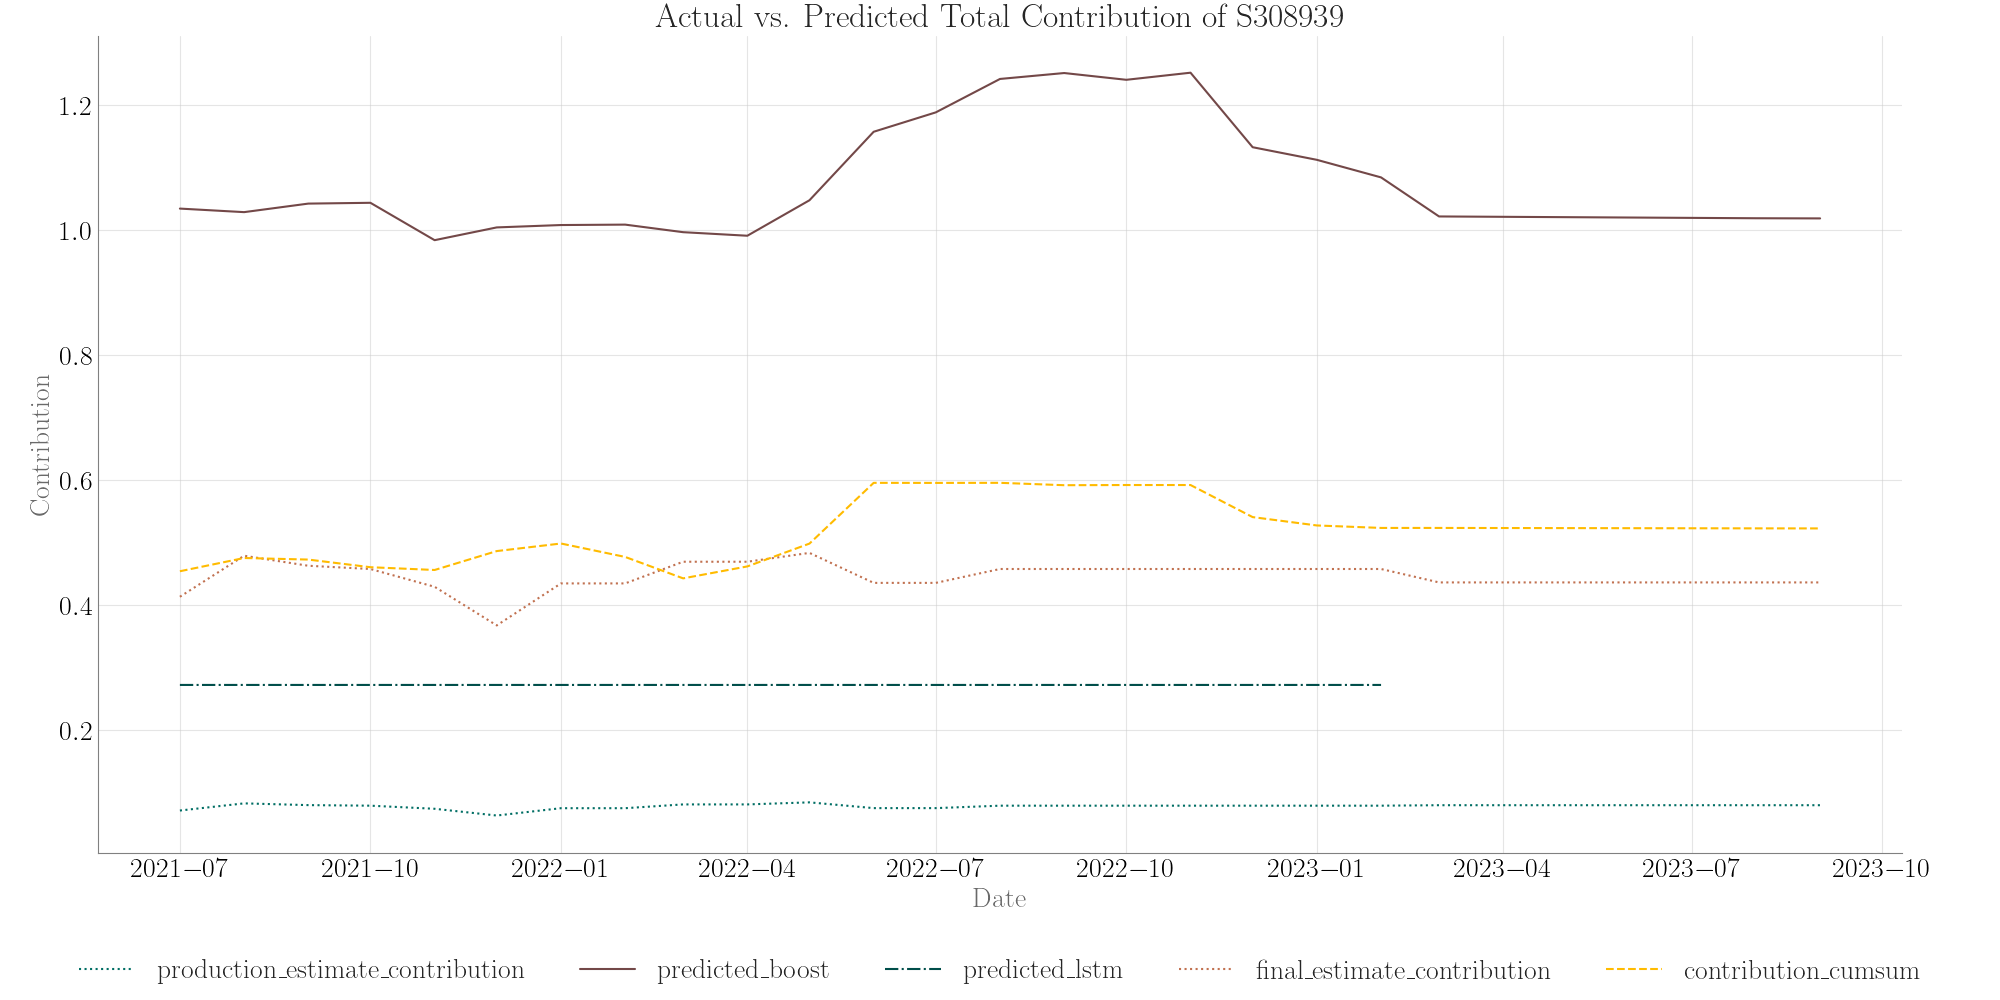 Actual vs. Predicted Total Contribution of S308939
Contribution
1.2
1.0
0.8
0.6
0.4
0.2
2021−07 2021−10 2022−01 2022−04 2022−07 2022−10 2023−01 2023−04 2023−07 2023−10
Date
production_estimate_contribution predicted_boost predicted_lstm final_estimate_contribution contribution_cumsum